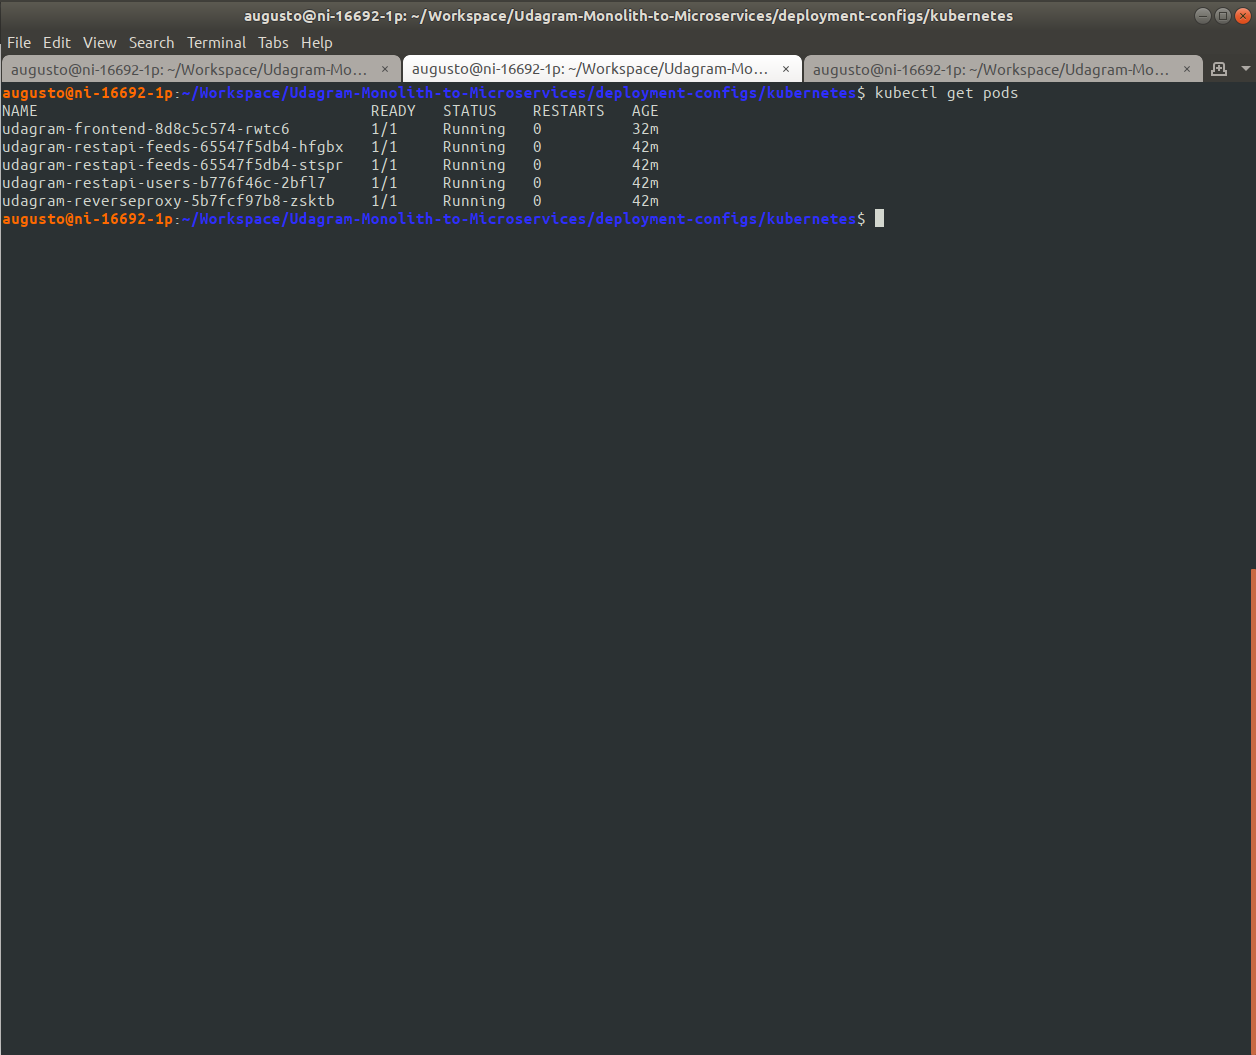 augusto@ni-16692-1p: ~/Workspace/Udagram-Monolith-to-Microservices/deployment-configs/kubernetes
File Edit View Search Terminal Tabs Help
augusto@ni-16692-1p: ~/Workspace/Udagram-Mo... × augusto@ni-16692-1p: ~/Workspace/Udagram-Mo... × augusto@ni-16692-1p: ~/Workspace/Udagram-Mo... ×
augusto@ni-16692-1p:~/Workspace/Udagram-Monolith-to-Microservices/deployment-configs/kubernetes$ kubectl get pods
NAME READY STATUS RESTARTS AGE
udagram-frontend-8d8c5c574-rwtc6 1/1 Running 0 32m
udagram-restapi-feeds-65547f5db4-hfgbx 1/1 Running 0 42m
udagram-restapi-feeds-65547f5db4-stspr 1/1 Running 0 42m
udagram-restapi-users-b776f46c-2bfl7 1/1 Running 0 42m
udagram-reverseproxy-5b7fcf97b8-zsktb 1/1 Running 0 42m
augusto@ni-16692-1p:~/Workspace/Udagram-Monolith-to-Microservices/deployment-configs/kubernetes$